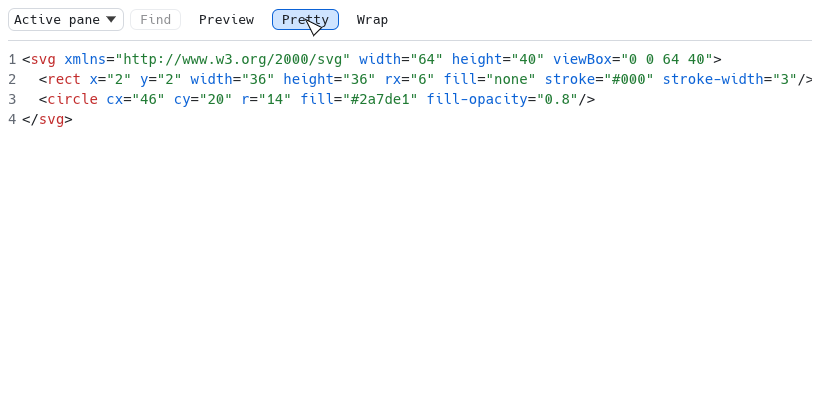 Active pane Find Preview Pretty Wrap
1 <svg xmlns="http://www.w3.org/2000/svg" width="64" height="40" viewBox="0 0 64 40">
2   <rect x="2" y="2" width="36" height="36" rx="6" fill="none" stroke="#000" stroke-width="3"/>
3   <circle cx="46" cy="20" r="14" fill="#2a7de1" fill-opacity="0.8"/>
4 </svg>